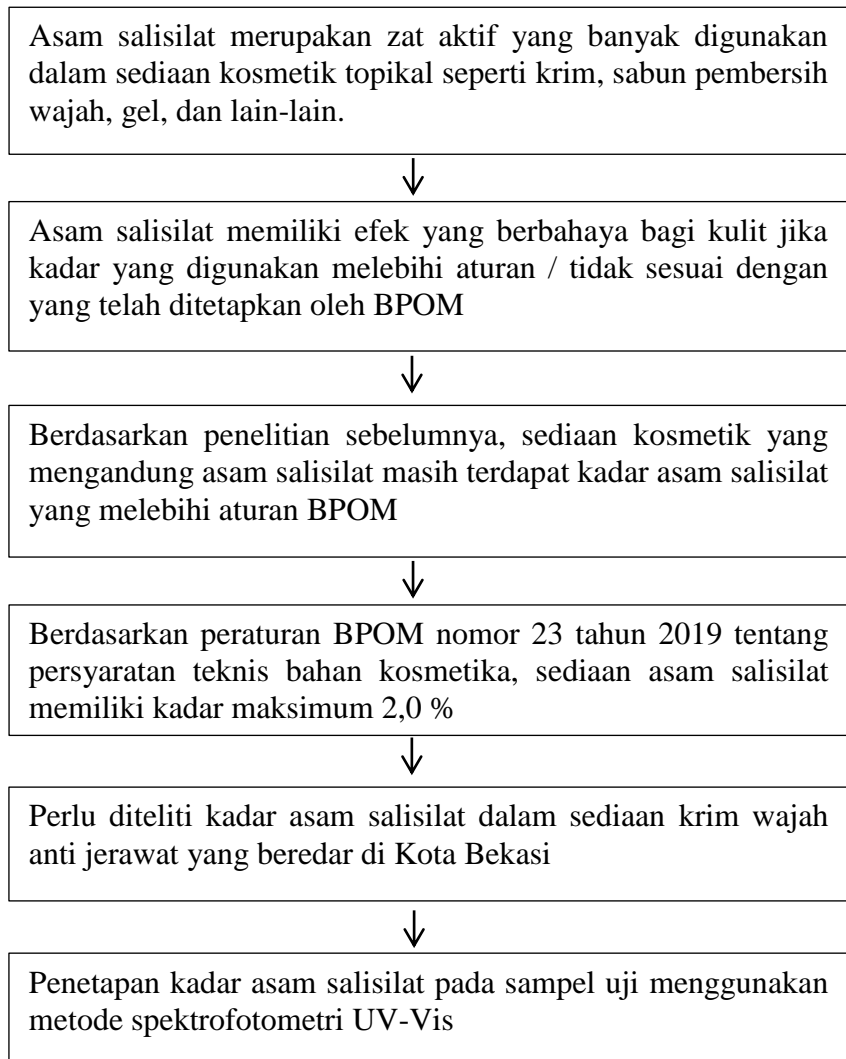 Asam salisilat merupakan zat aktif yang banyak digunakan
dalam sediaan kosmetik topikal seperti krim, sabun pembersih
wajah, gel, dan lain-lain.
Asam salisilat memiliki efek yang berbahaya bagi kulit jika
kadar yang digunakan melebihi aturan / tidak sesuai dengan
yang telah ditetapkan oleh BPOM
Berdasarkan penelitian sebelumnya, sediaan kosmetik yang
mengandung asam salisilat masih terdapat kadar asam salisilat
yang melebihi aturan BPOM
Berdasarkan peraturan BPOM nomor 23 tahun 2019 tentang
persyaratan teknis bahan kosmetika, sediaan asam salisilat
memiliki kadar maksimum 2,0 %
Perlu diteliti kadar asam salisilat dalam sediaan krim wajah
anti jerawat yang beredar di Kota Bekasi
Penetapan kadar asam salisilat pada sampel uji menggunakan
metode spektrofotometri UV-Vis